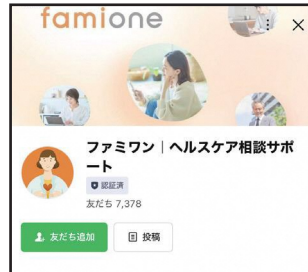 famione
ファミワン｜ヘルスケア相談サポ
ート
認証済
友だち 7,378
友だち追加
投稿